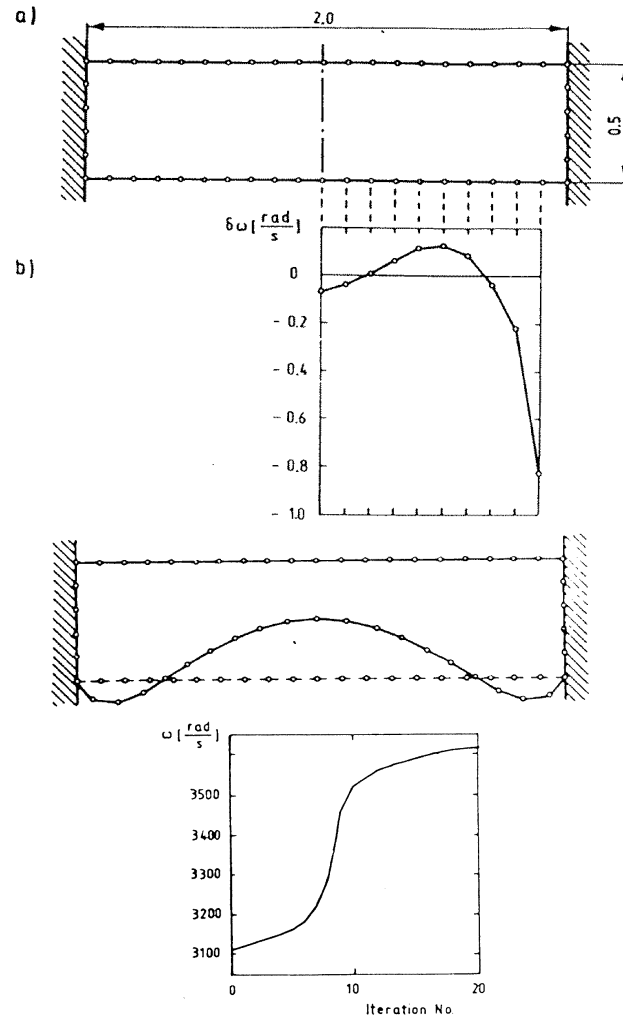 a)
2.0
0.5
δω [rad/s]
b)
0
- 0.2
- 0.4
- 0.6
- 0.8
- 1.0
ω [rad/s]
3500
3400
3300
3200
3100
0 10 20
Iteration No.